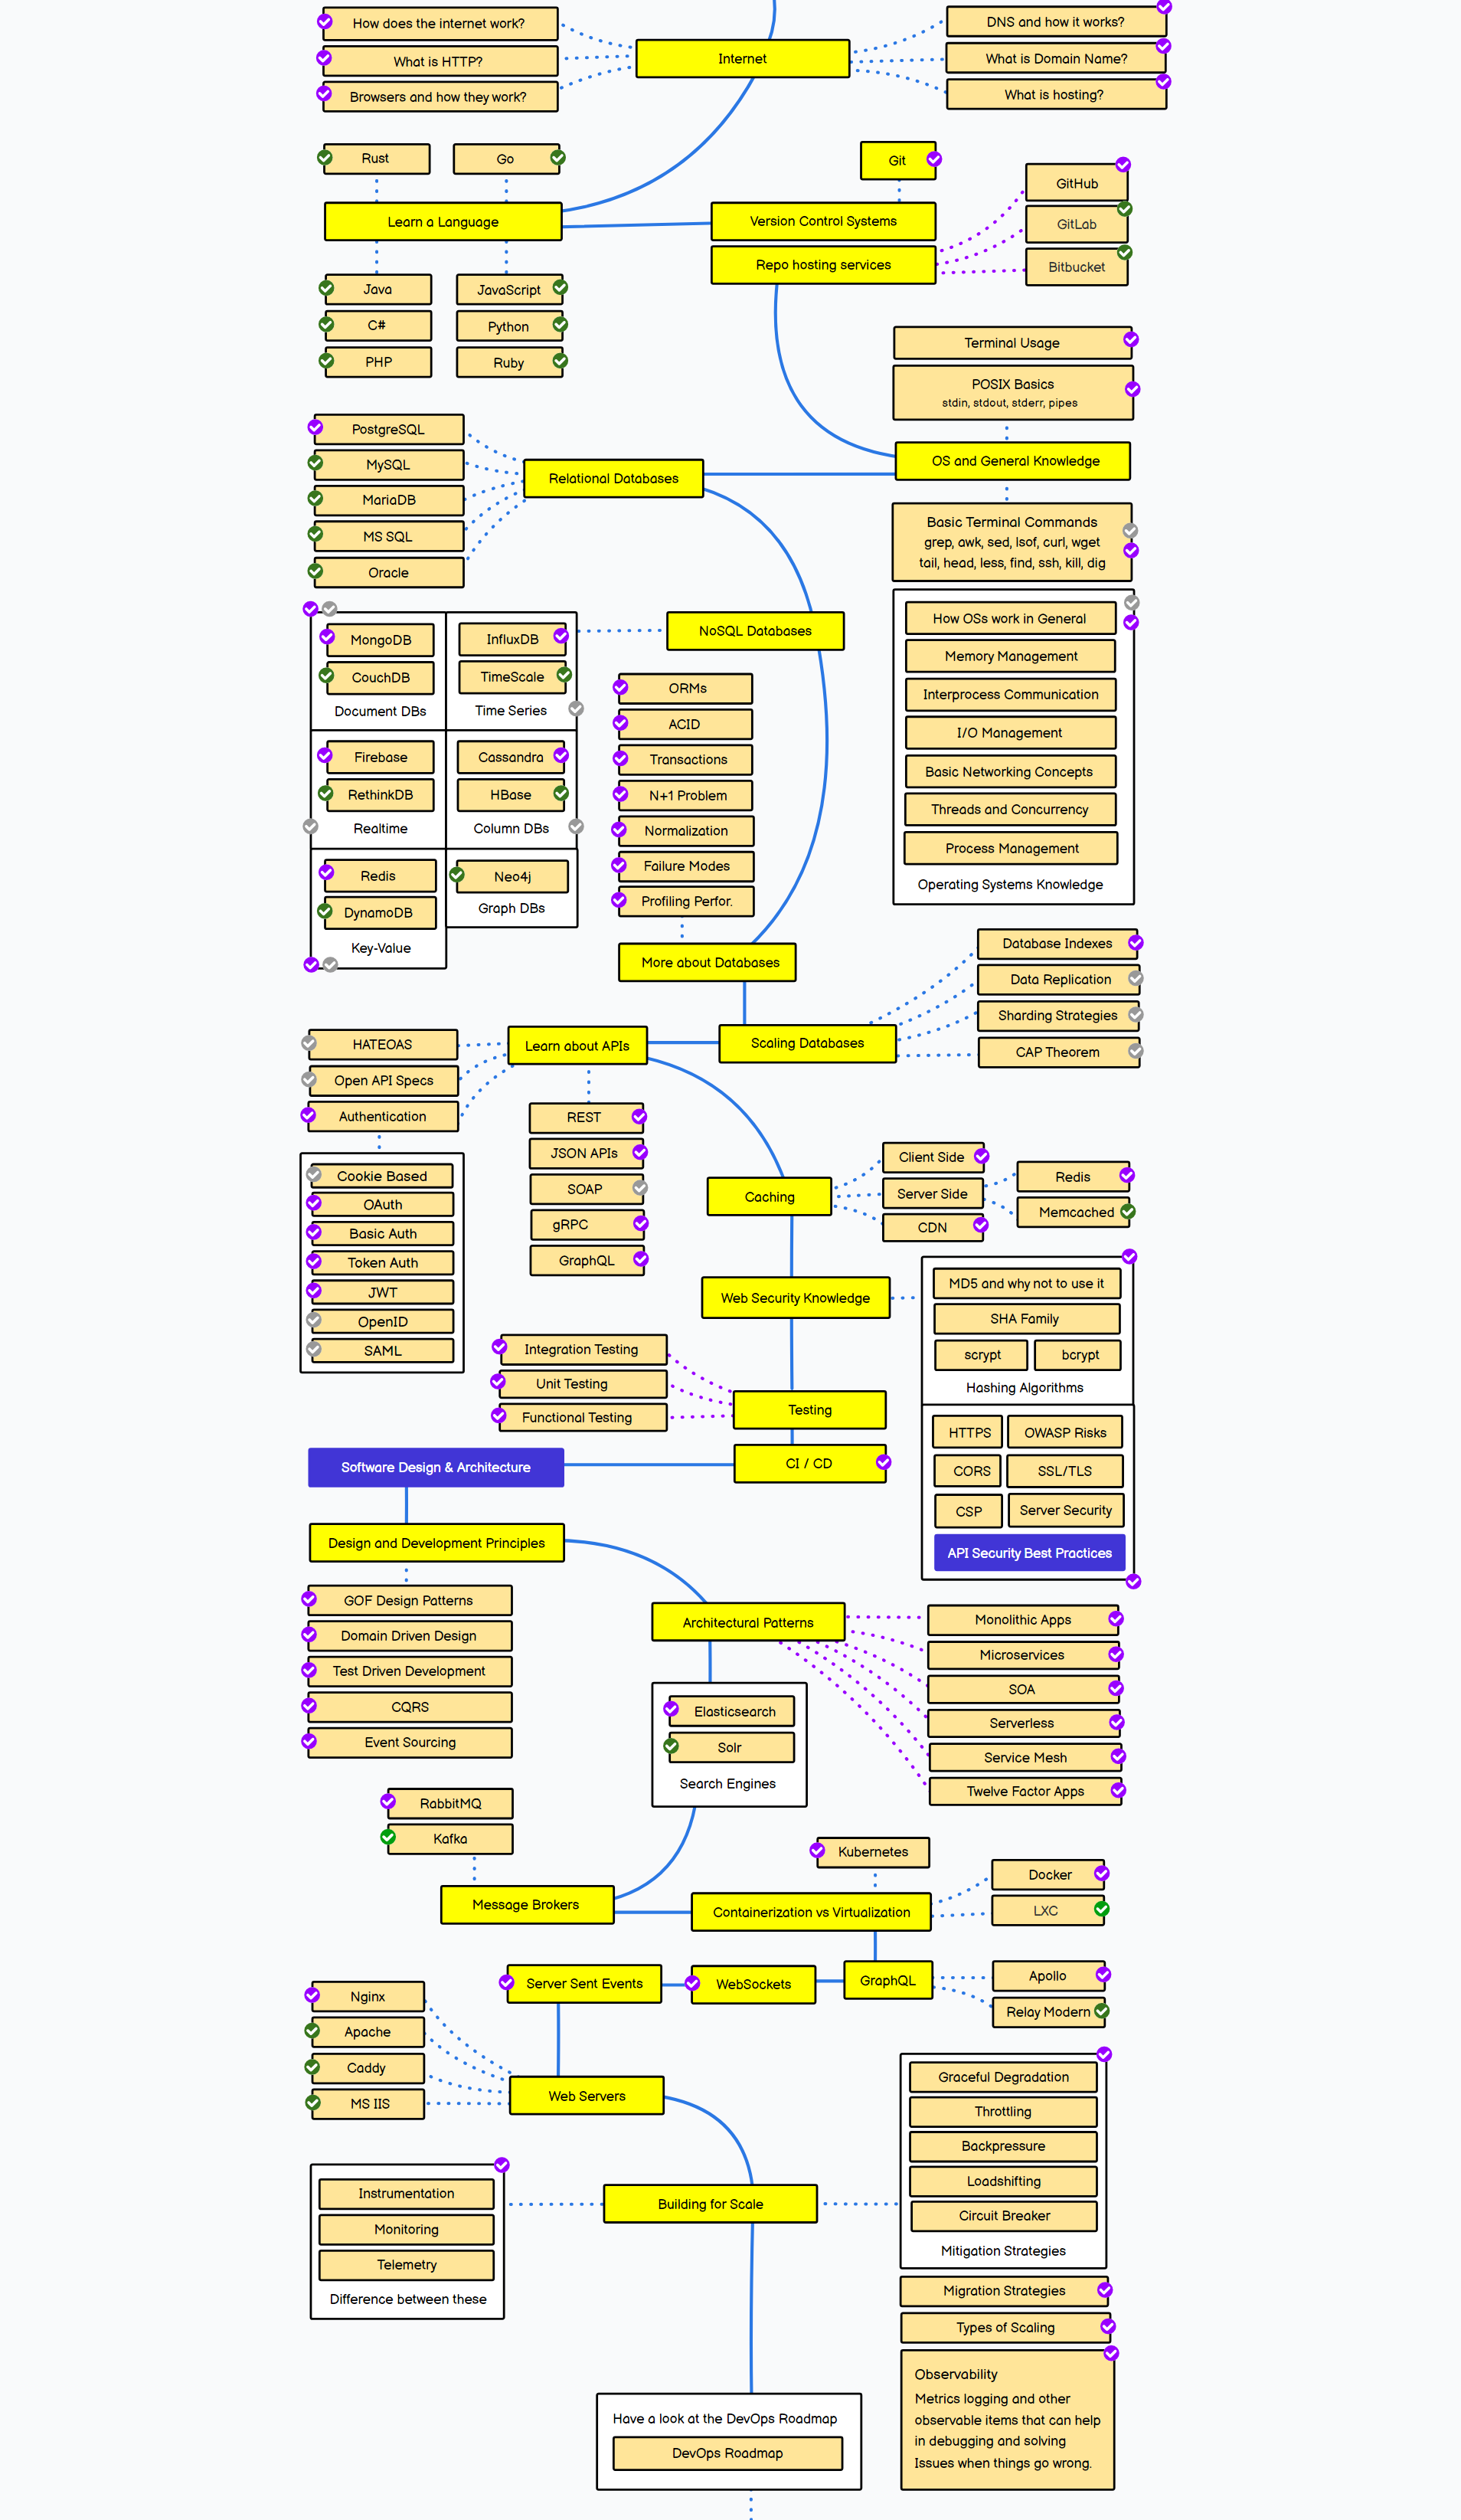 How does the internet work?
What is HTTP?
Browsers and how they work?
Internet
DNS and how it works?
What is Domain Name?
What is hosting?
Rust
Go
Learn a Language
Java
JavaScript
C#
Python
PHP
Ruby
Git
Version Control Systems
Repo hosting services
GitHub
GitLab
Bitbucket
Terminal Usage
POSIX Basics
stdin, stdout, stderr, pipes
OS and General Knowledge
Basic Terminal Commands
grep, awk, sed, lsof, curl, wget
tail, head, less, find, ssh, kill, dig
How OSs work in General
Memory Management
Interprocess Communication
I/O Management
Basic Networking Concepts
Threads and Concurrency
Process Management
Operating Systems Knowledge
PostgreSQL
MySQL
MariaDB
MS SQL
Oracle
Relational Databases
NoSQL Databases
MongoDB
CouchDB
Document DBs
InfluxDB
TimeScale
Time Series
Firebase
RethinkDB
Realtime
Cassandra
HBase
Column DBs
Redis
DynamoDB
Key-Value
Neo4j
Graph DBs
ORMs
ACID
Transactions
N+1 Problem
Normalization
Failure Modes
Profiling Perfor.
More about Databases
Scaling Databases
Database Indexes
Data Replication
Sharding Strategies
CAP Theorem
Learn about APIs
HATEOAS
Open API Specs
Authentication
Cookie Based
OAuth
Basic Auth
Token Auth
JWT
OpenID
SAML
REST
JSON APIs
SOAP
gRPC
GraphQL
Caching
Client Side
Server Side
CDN
Redis
Memcached
Web Security Knowledge
MD5 and why not to use it
SHA Family
scrypt
bcrypt
Hashing Algorithms
HTTPS
OWASP Risks
CORS
SSL/TLS
CSP
Server Security
API Security Best Practices
Integration Testing
Unit Testing
Functional Testing
Testing
CI / CD
Software Design & Architecture
Design and Development Principles
GOF Design Patterns
Domain Driven Design
Test Driven Development
CQRS
Event Sourcing
Architectural Patterns
Monolithic Apps
Microservices
SOA
Serverless
Service Mesh
Twelve Factor Apps
Elasticsearch
Solr
Search Engines
RabbitMQ
Kafka
Message Brokers
Kubernetes
Containerization vs Virtualization
Docker
LXC
Server Sent Events
WebSockets
GraphQL
Apollo
Relay Modern
Nginx
Apache
Caddy
MS IIS
Web Servers
Building for Scale
Instrumentation
Monitoring
Telemetry
Difference between these
Graceful Degradation
Throttling
Backpressure
Loadshifting
Circuit Breaker
Mitigation Strategies
Migration Strategies
Types of Scaling
Observability
Metrics logging and other
observable items that can help
in debugging and solving
Issues when things go wrong.
Have a look at the DevOps Roadmap
DevOps Roadmap